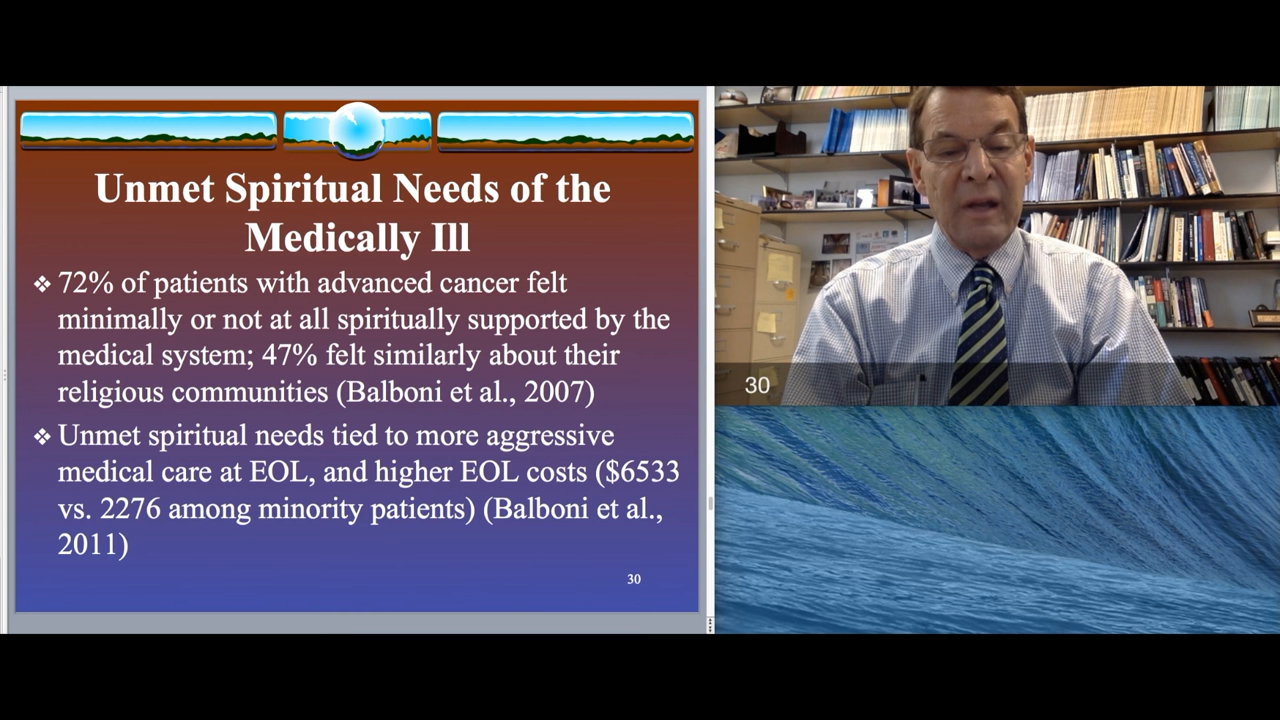 Unmet Spiritual Needs of the
Medically Ill
❖ 72% of patients with advanced cancer felt
minimally or not at all spiritually supported by the
medical system; 47% felt similarly about their
religious communities (Balboni et al., 2007)
❖ Unmet spiritual needs tied to more aggressive
medical care at EOL, and higher EOL costs ($6533
vs. 2276 among minority patients) (Balboni et al.,
2011)
30
30